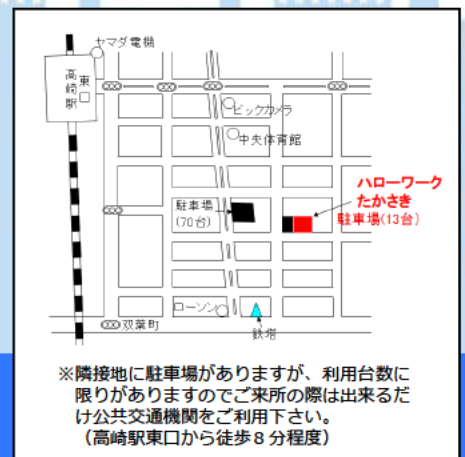 ヤマダ電機
高崎駅
東口
ビックカメラ
中央体育館
ハローワーク
たかさき
駐車場(13台)
駐車場
(70台)
ローソン
双葉町
鉄塔
※隣接地に駐車場がありますが、利用台数に
限りがありますのでご来所の際は出来るだ
け公共交通機関をご利用下さい。
(高崎駅東口から徒歩8分程度)